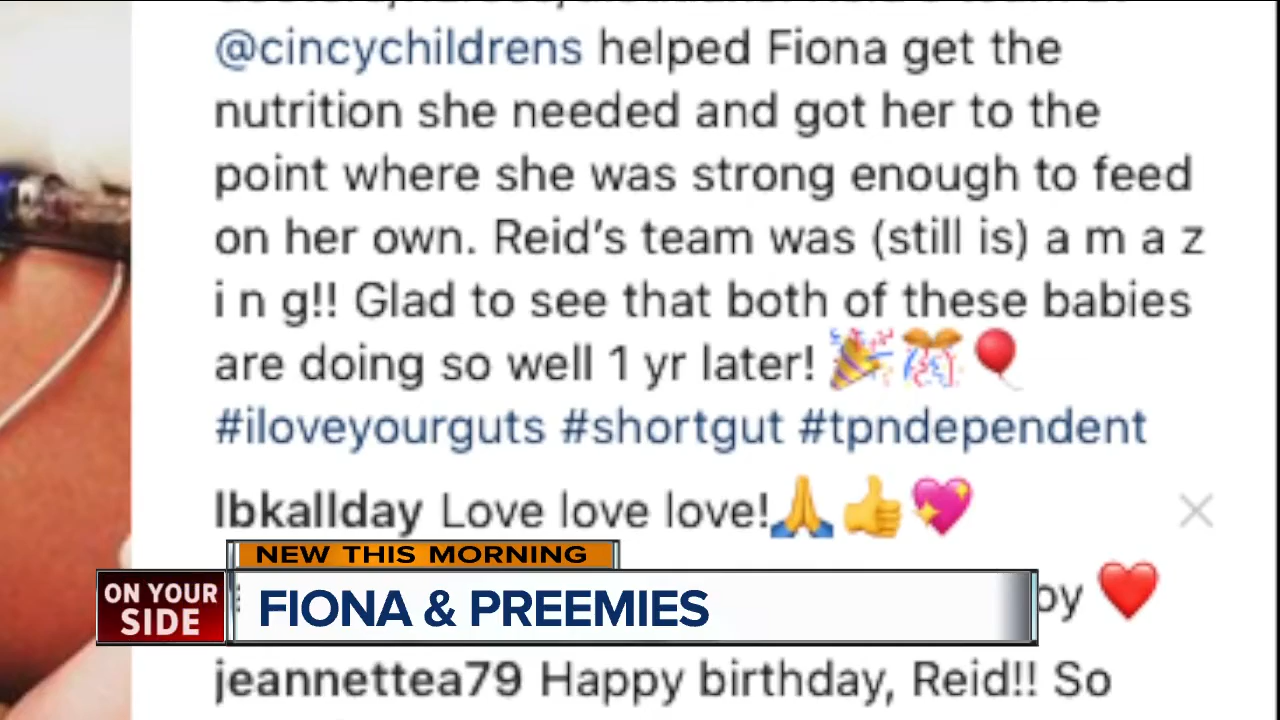 @cincychildrens helped Fiona get the
nutrition she needed and got her to the
point where she was strong enough to feed
on her own. Reid's team was (still is) a m a z
i n g!! Glad to see that both of these babies
are doing so well 1 yr later! 🎉🎊🎈
#iloveyourguts #shortgut #tpndependent
lbkallday Love love love!🙏👍💖
NEW THIS MORNING
ON YOUR
SIDE
FIONA & PREEMIES
❤️
jeannettea79 Happy birthday, Reid!! So